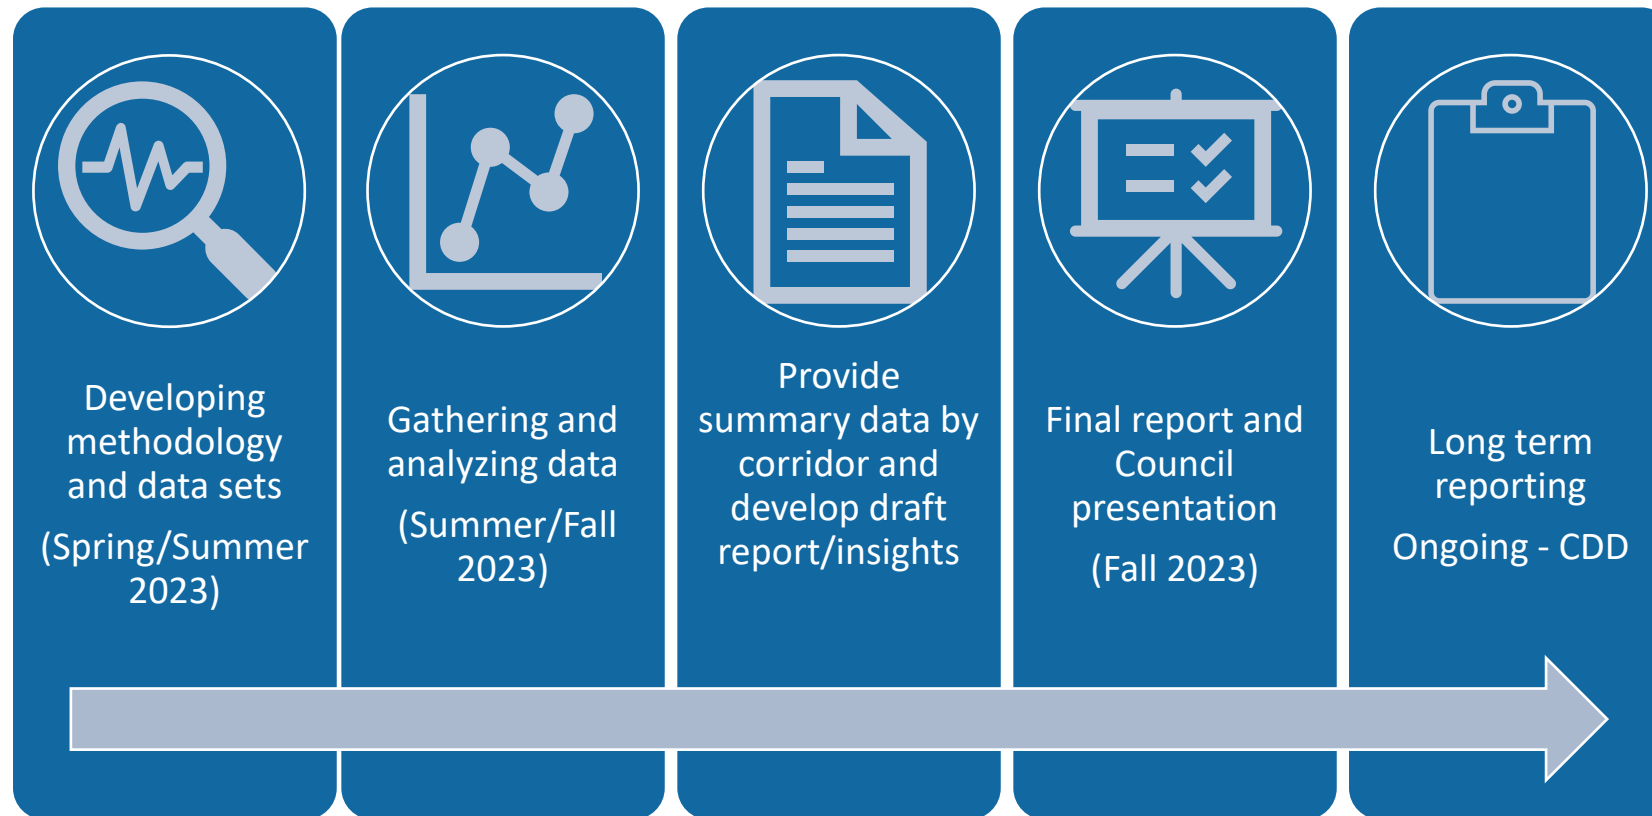 Developing
methodology
and data sets
(Spring/Summer
2023)
Gathering and
analyzing data
(Summer/Fall
2023)
Provide
summary data by
corridor and
develop draft
report/insights
Final report and
Council
presentation
(Fall 2023)
Long term
reporting
Ongoing - CDD